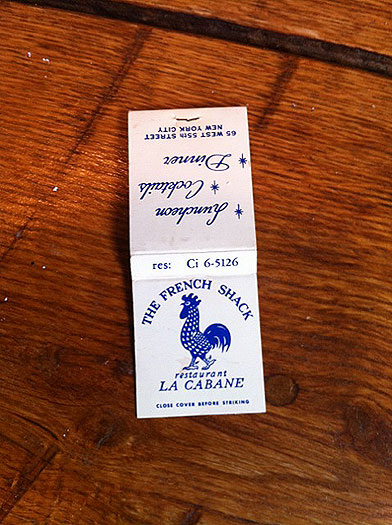 65 WEST 55th STREET
NEW YORK CITY
Luncheon
Cocktails
Dinner
res: Ci 6-5126
THE FRENCH SHACK
restaurant
LA CABANE
CLOSE COVER BEFORE STRIKING